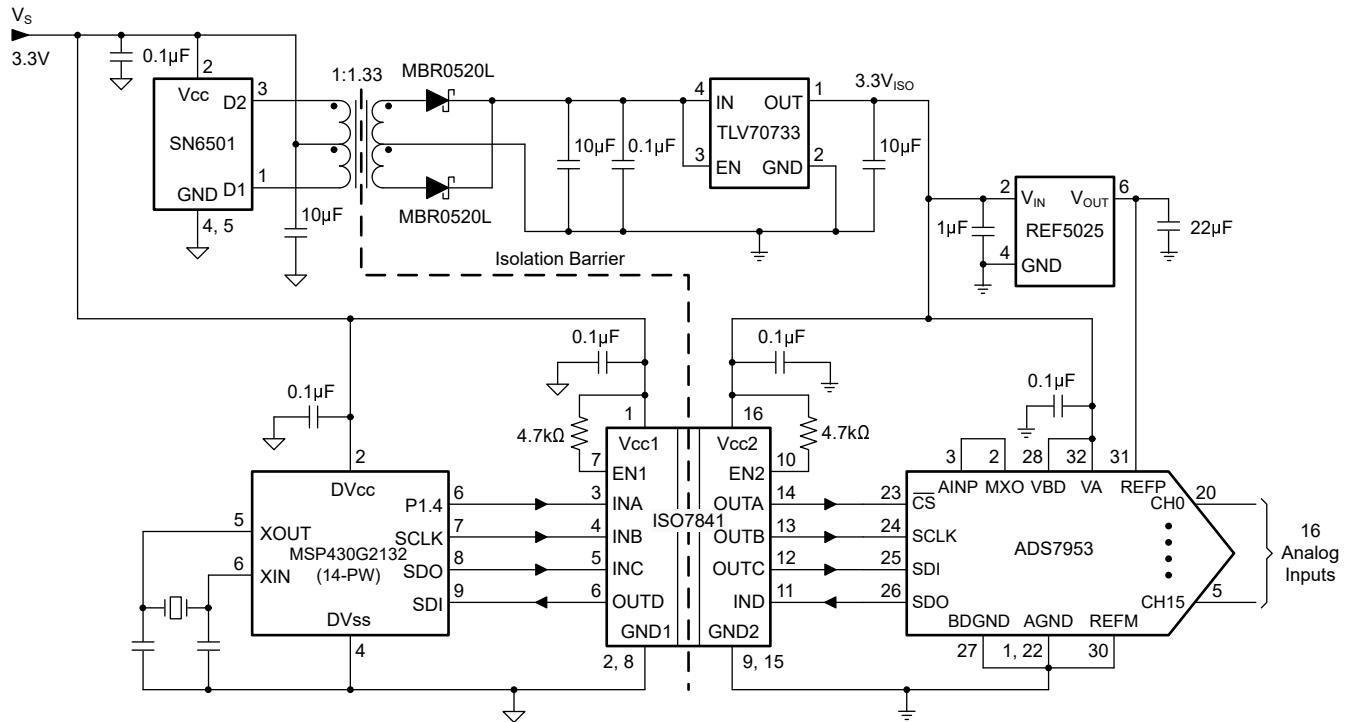 VS
3.3V
0.1µF
2
Vcc
D2
3
SN6501
D1
1
GND
4, 5
10µF
1:1.33
MBR0520L
MBR0520L
10µF
0.1µF
4
IN
OUT
1
TLV70733
3
EN
GND
2
3.3VISO
10µF
2
VIN
VOUT
6
REF5025
1µF
4
GND
22µF
Isolation Barrier
0.1µF
0.1µF
0.1µF
0.1µF
4.7kΩ
4.7kΩ
2
DVcc
5
XOUT
6
XIN
MSP430G2132
(14-PW)
P1.4
6
SCLK
7
SDO
8
SDI
9
DVss
4
1
Vcc1
7
EN1
3
INA
4
INB
5
INC
6
OUTD
GND1
2, 8
ISO7841
16
Vcc2
EN2
10
OUTA
14
OUTB
13
OUTC
12
IND
11
GND2
9, 15
3
2
28
32
31
AINP
MXO
VBD
VA
REFP
23
CS
24
SCLK
25
SDI
26
SDO
ADS7953
CH0
20
CH15
5
BDGND
AGND
REFM
27
1, 22
30
16
Analog
Inputs